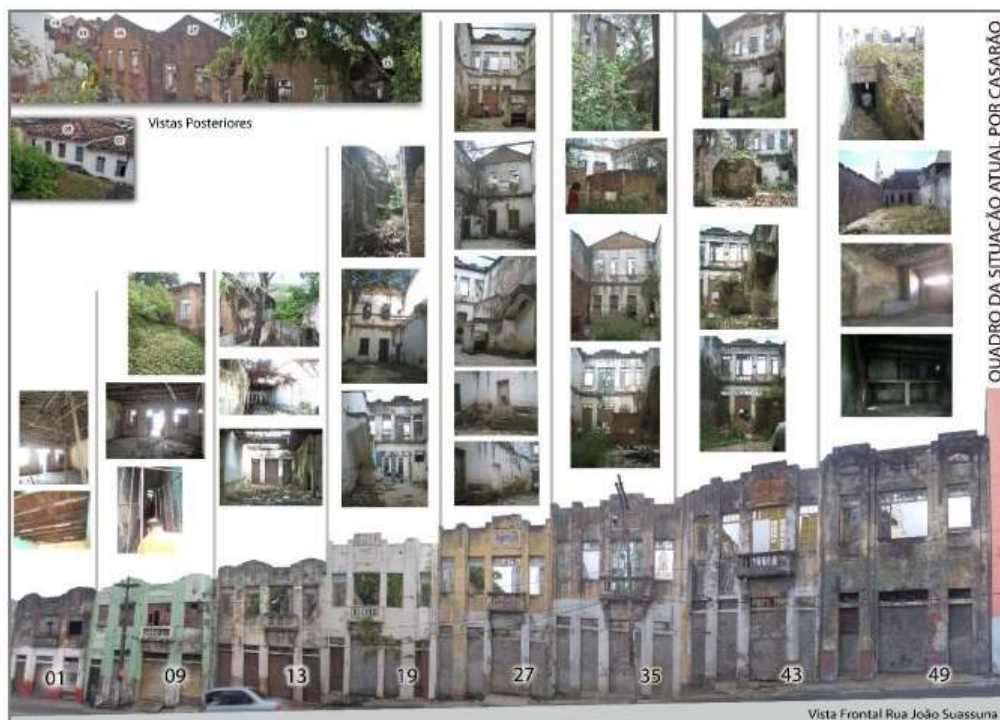 QUADRO DA SITUAÇÃO ATUAL POR CASARÃO
Vistas Posteriores
01
09
13
19
27
35
43
49
Vista Frontal Rua João Suassuna